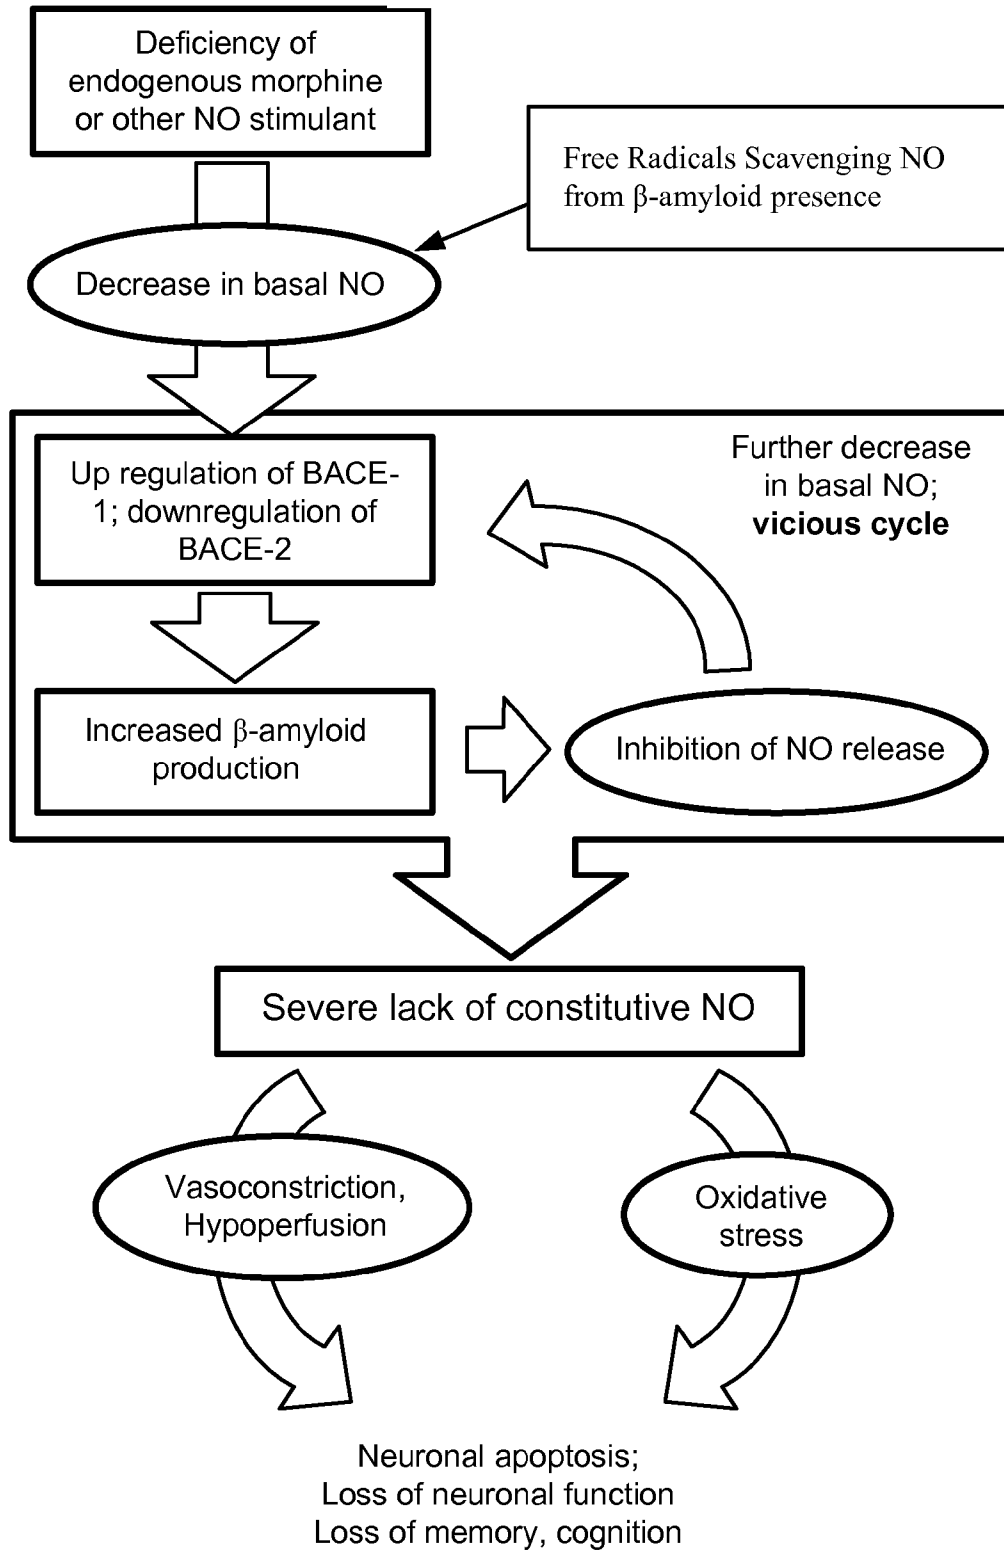 Deficiency of
endogenous morphine
or other NO stimulant
Free Radicals Scavenging NO
from β-amyloid presence
Decrease in basal NO
Up regulation of BACE-
1; downregulation of
BACE-2
Further decrease
in basal NO;
vicious cycle
Increased β-amyloid
production
Inhibition of NO release
Severe lack of constitutive NO
Vasoconstriction,
Hypoperfusion
Oxidative
stress
Neuronal apoptosis;
Loss of neuronal function
Loss of memory, cognition